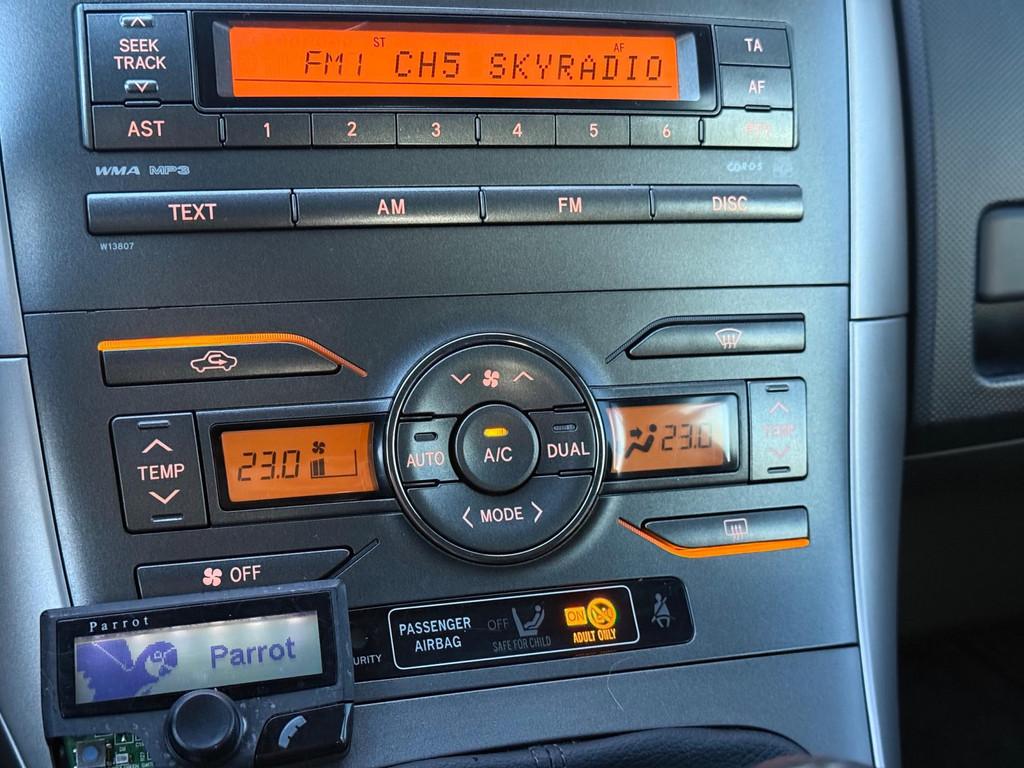 SEEK
TRACK
ST
AF
FM1 CH5 SKYRADIO
TA
AF
AST
1 2 3 4 5 6
WMA MP3
TEXT AM FM DISC
W13807
TEMP
23.0
AUTO
A/C
DUAL
MODE
23.0
TEMP
OFF
Parrot
Parrot
URITY
PASSENGER
AIRBAG
OFF
SAFE FOR CHILD
ON
ADULT ONLY